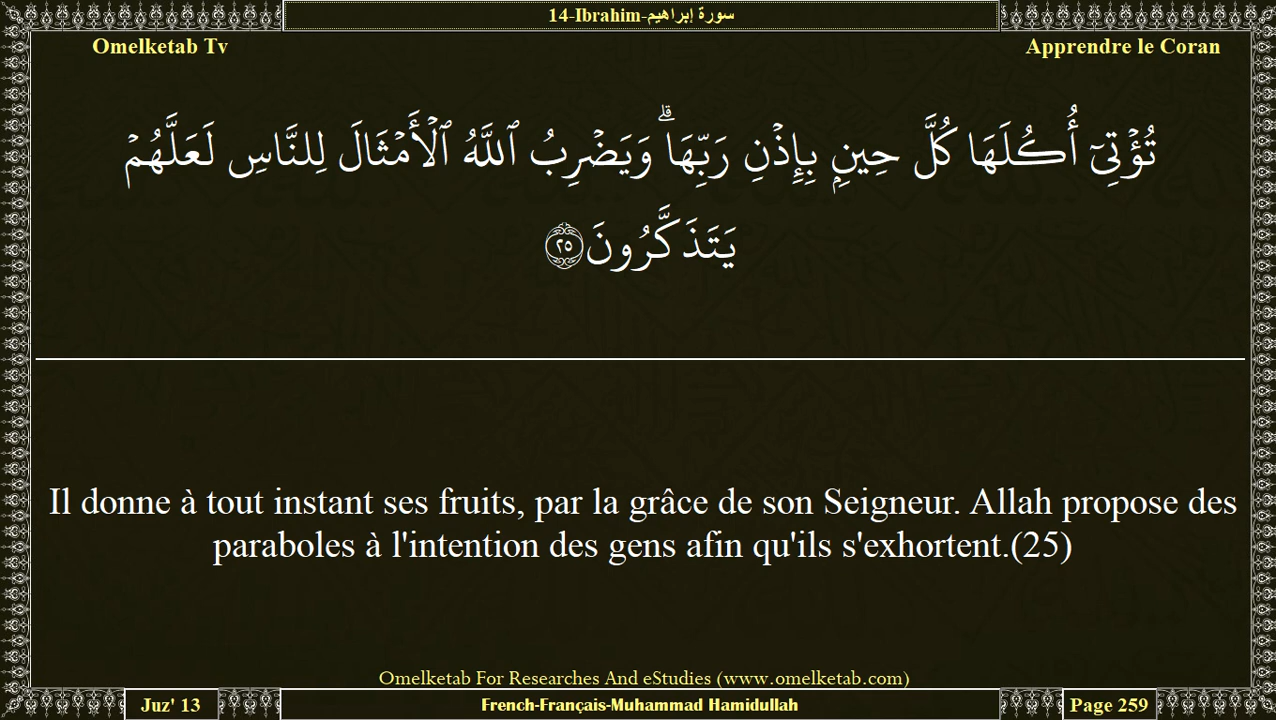 14-Ibrahim-سورة إبراهيم
Omelketab Tv
Apprendre le Coran
تُؤۡتِيٓ أُكُلَهَا كُلَّ حِينِۭ بِإِذۡنِ رَبِّهَاۗ وَيَضۡرِبُ ٱللَّهُ ٱلۡأَمۡثَالَ لِلنَّاسِ لَعَلَّهُمۡ
يَتَذَكَّرُونَ ٢٥
Il donne à tout instant ses fruits, par la grâce de son Seigneur. Allah propose des
paraboles à l'intention des gens afin qu'ils s'exhortent.(25)
Omelketab For Researches And eStudies (www.omelketab.com)
Juz' 13
French-Français-Muhammad Hamidullah
Page 259